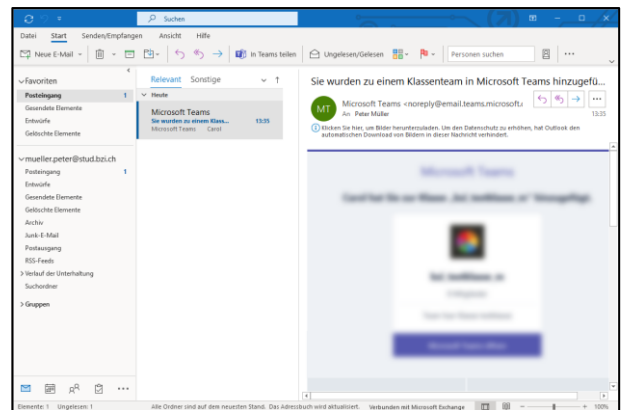 Suchen
Datei Start Senden/Empfangen Ansicht Hilfe
Neue E-Mail In Teams teilen Ungelesen/Gelesen Personen suchen
Favoriten
Posteingang 1
Gesendete Elemente
Entwürfe
Gelöschte Elemente
mueller.peter@stud.bzi.ch
Posteingang 1
Entwürfe
Gesendete Elemente
Gelöschte Elemente
Archiv
Junk-E-Mail
Postausgang
RSS-Feeds
Verlauf der Unterhaltung
Suchordner
Gruppen
Relevant Sonstige
Heute
Microsoft Teams
Sie wurden zu einem Klass... 13:35
Microsoft Teams Carol
Sie wurden zu einem Klassenteam in Microsoft Teams hinzugefü...
MT
Microsoft Teams <noreply@email.teams.microsoft.
An Peter Müller 13:35
Klicken Sie hier, um Bilder herunterzuladen. Um den Datenschutz zu erhöhen, hat Outlook den
automatischen Download von Bildern in dieser Nachricht verhindert.
Microsoft Teams
Elemente: 1 Ungelesen: 1 Alle Ordner sind auf dem neuesten Stand. Das Adressbuch wird aktualisiert. Verbunden mit Microsoft Exchange 100%